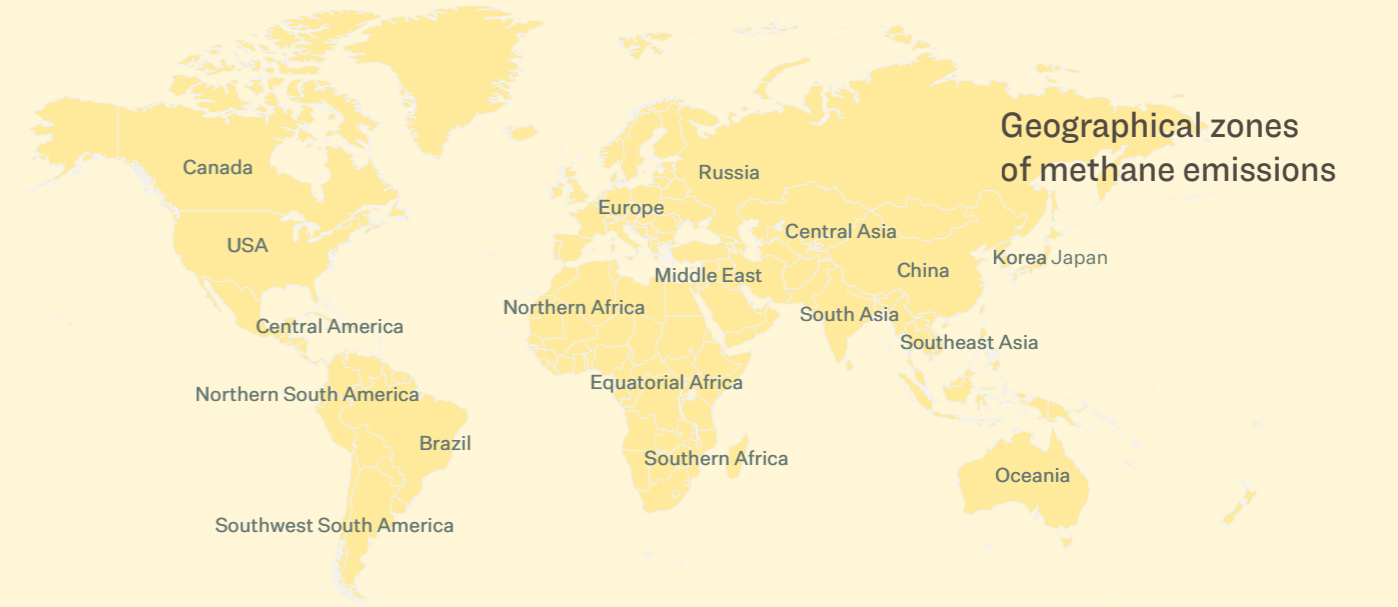 Geographical zones
of methane emissions
Canada
Russia
Europe
Central Asia
USA
Korea Japan
China
Middle East
Northern Africa
South Asia
Central America
Southeast Asia
Equatorial Africa
Northern South America
Brazil
Southern Africa
Oceania
Southwest South America